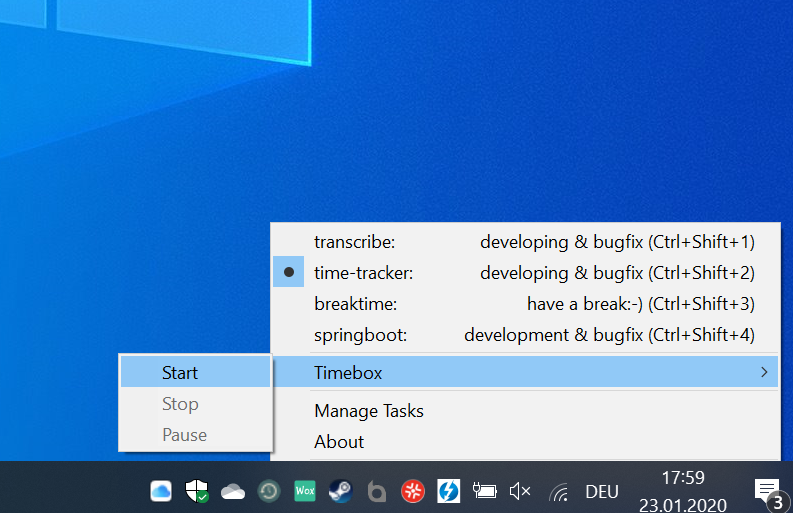 transcribe: developing & bugfix (Ctrl+Shift+1)
time-tracker: developing & bugfix (Ctrl+Shift+2)
breaktime: have a break:-) (Ctrl+Shift+3)
springboot: development & bugfix (Ctrl+Shift+4)
Start
Timebox
Stop
Pause
Manage Tasks
About
Wox
DEU
17:59
23.01.2020
3